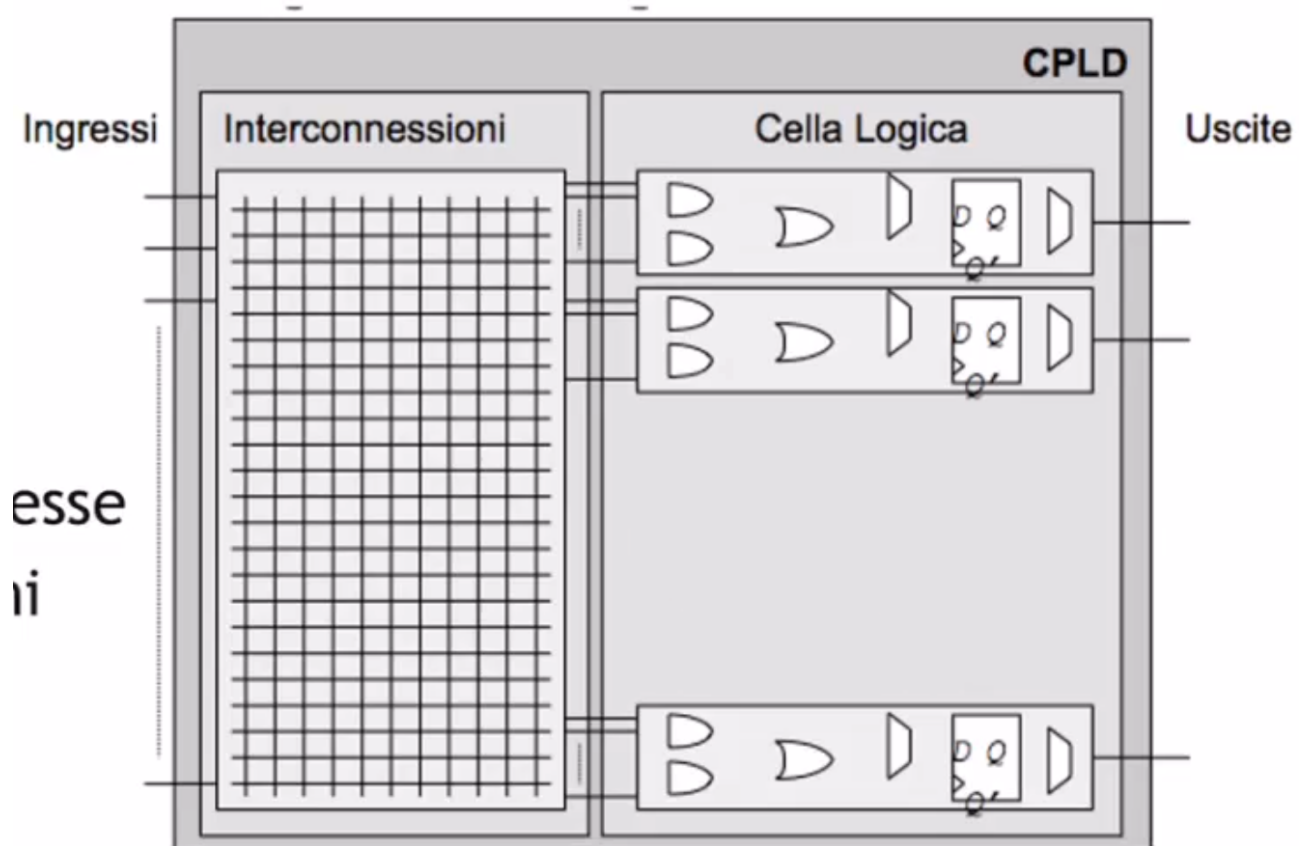 CPLD
Ingressi
Interconnessioni
Cella Logica
Uscite
D Q
Q'
D Q
Q'
esse
D Q
Q'